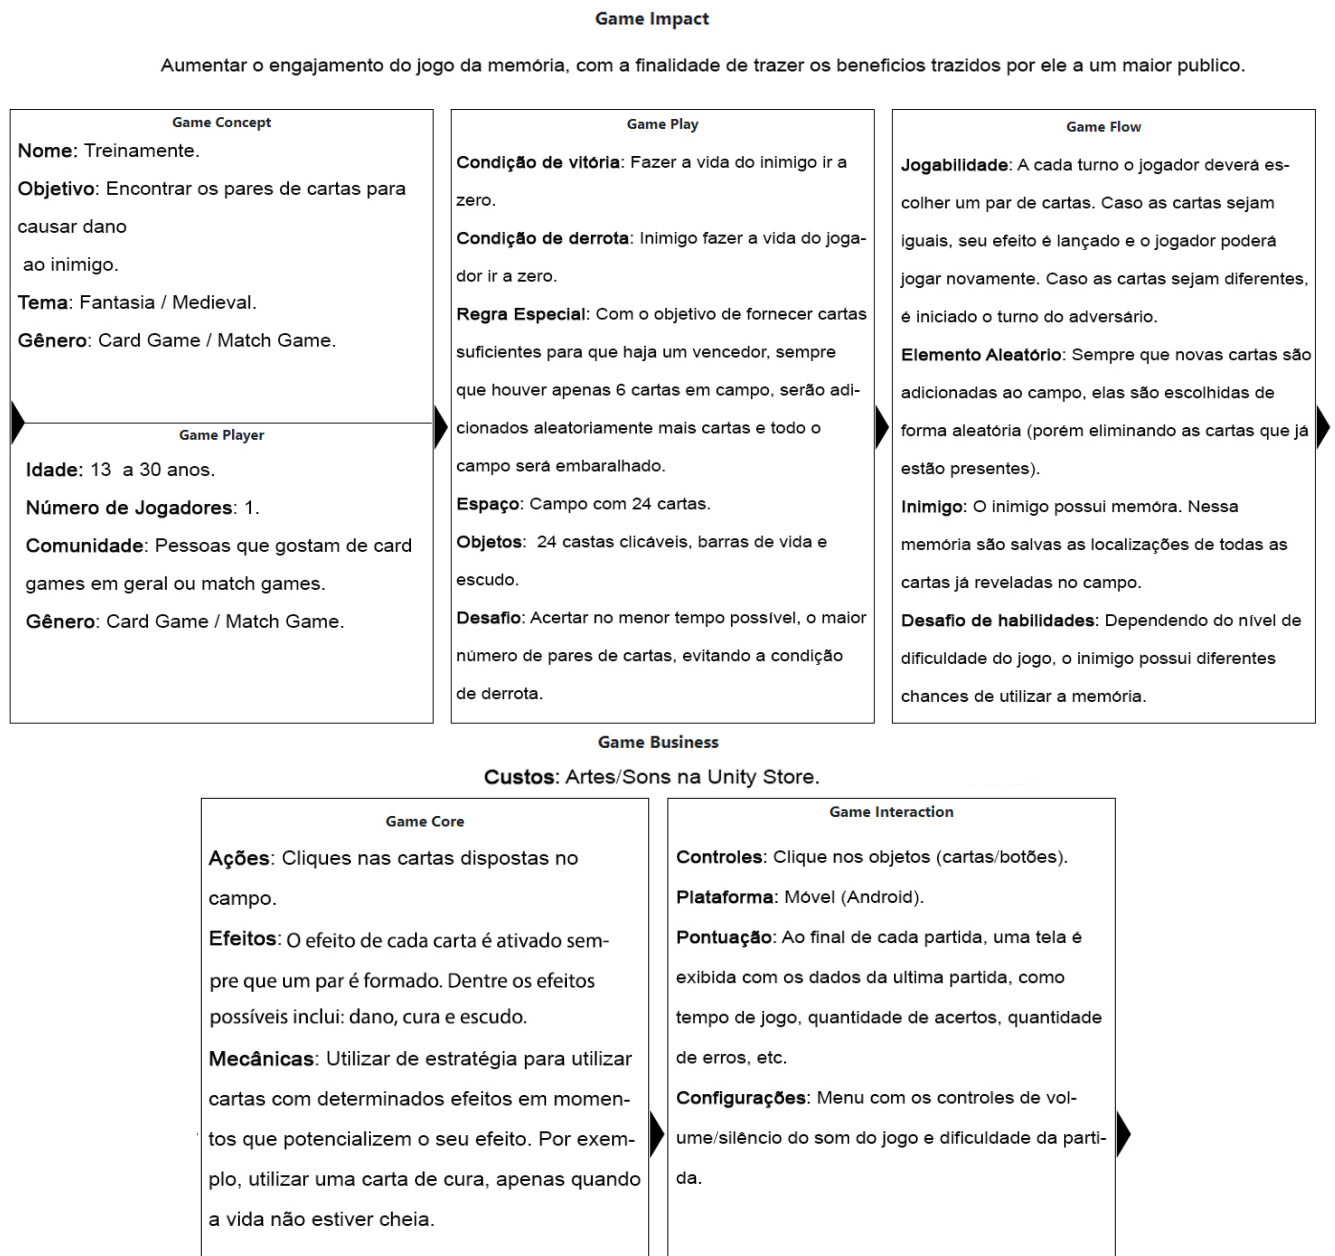 Game Impact
Aumentar o engajamento do jogo da memória, com a finalidade de trazer os beneficios trazidos por ele a um maior publico.
Game Concept
Nome: Treinamente.
Objetivo: Encontrar os pares de cartas para
causar dano
ao inimigo.
Tema: Fantasia / Medieval.
Gênero: Card Game / Match Game.
Game Player
Idade: 13 a 30 anos.
Número de Jogadores: 1.
Comunidade: Pessoas que gostam de card
games em geral ou match games.
Gênero: Card Game / Match Game.
Game Play
Condição de vitória: Fazer a vida do inimigo ir a
zero.
Condição de derrota: Inimigo fazer a vida do joga-
dor ir a zero.
Regra Especial: Com o objetivo de fornecer cartas
suficientes para que haja um vencedor, sempre
que houver apenas 6 cartas em campo, serão adi-
cionados aleatoriamente mais cartas e todo o
campo será embaralhado.
Espaço: Campo com 24 cartas.
Objetos: 24 castas clicáveis, barras de vida e
escudo.
Desafio: Acertar no menor tempo possível, o maior
número de pares de cartas, evitando a condição
de derrota.
Game Flow
Jogabilidade: A cada turno o jogador deverá es-
colher um par de cartas. Caso as cartas sejam
iguais, seu efeito é lançado e o jogador poderá
jogar novamente. Caso as cartas sejam diferentes,
é iniciado o turno do adversário.
Elemento Aleatório: Sempre que novas cartas são
adicionadas ao campo, elas são escolhidas de
forma aleatória (porém eliminando as cartas que já
estão presentes).
Inimigo: O inimigo possui memóra. Nessa
memória são salvas as localizações de todas as
cartas já reveladas no campo.
Desafio de habilidades: Dependendo do nível de
dificuldade do jogo, o inimigo possui diferentes
chances de utilizar a memória.
Game Business
Custos: Artes/Sons na Unity Store.
Game Core
Ações: Cliques nas cartas dispostas no
campo.
Efeitos: O efeito de cada carta é ativado sem-
pre que um par é formado. Dentre os efeitos
possíveis inclui: dano, cura e escudo.
Mecânicas: Utilizar de estratégia para utilizar
cartas com determinados efeitos em momen-
tos que potencializem o seu efeito. Por exem-
plo, utilizar uma carta de cura, apenas quando
a vida não estiver cheia.
Game Interaction
Controles: Clique nos objetos (cartas/botões).
Plataforma: Móvel (Android).
Pontuação: Ao final de cada partida, uma tela é
exibida com os dados da ultima partida, como
tempo de jogo, quantidade de acertos, quantidade
de erros, etc.
Configurações: Menu com os controles de vol-
ume/silêncio do som do jogo e dificuldade da parti-
da.